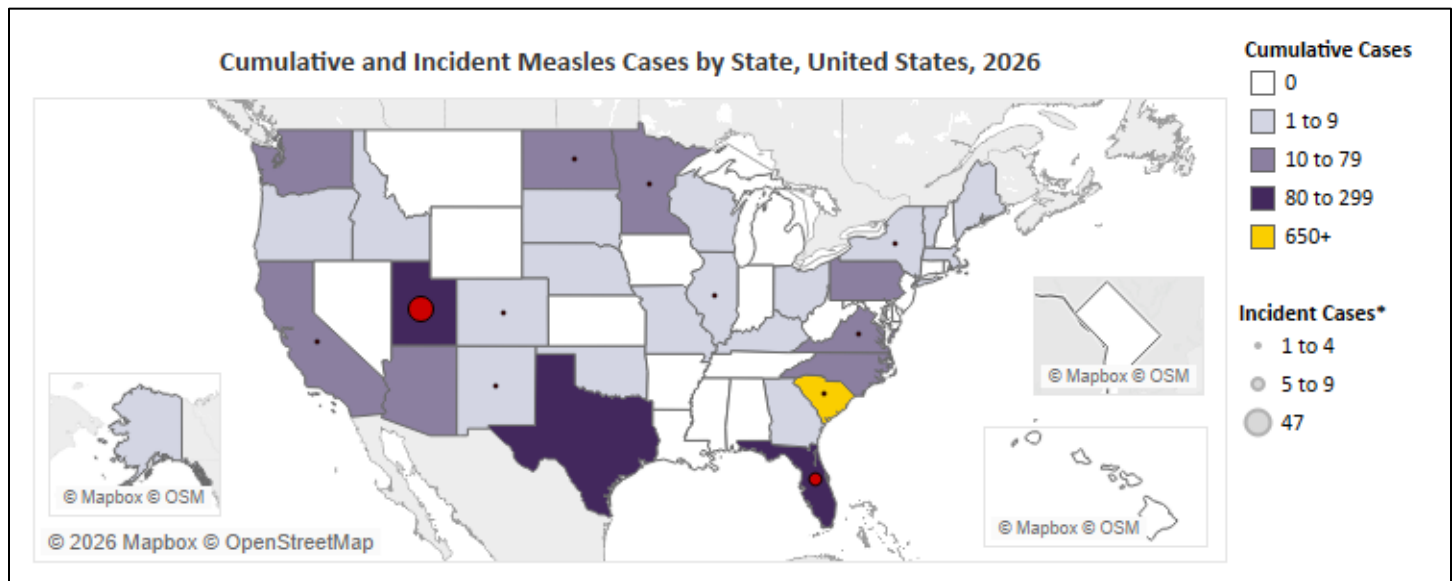 Cumulative and Incident Measles Cases by State, United States, 2026
Cumulative Cases
0
1 to 9
10 to 79
80 to 299
650+
Incident Cases*
1 to 4
5 to 9
47
© Mapbox © OSM
© Mapbox © OSM
© Mapbox © OSM
© 2026 Mapbox © OpenStreetMap